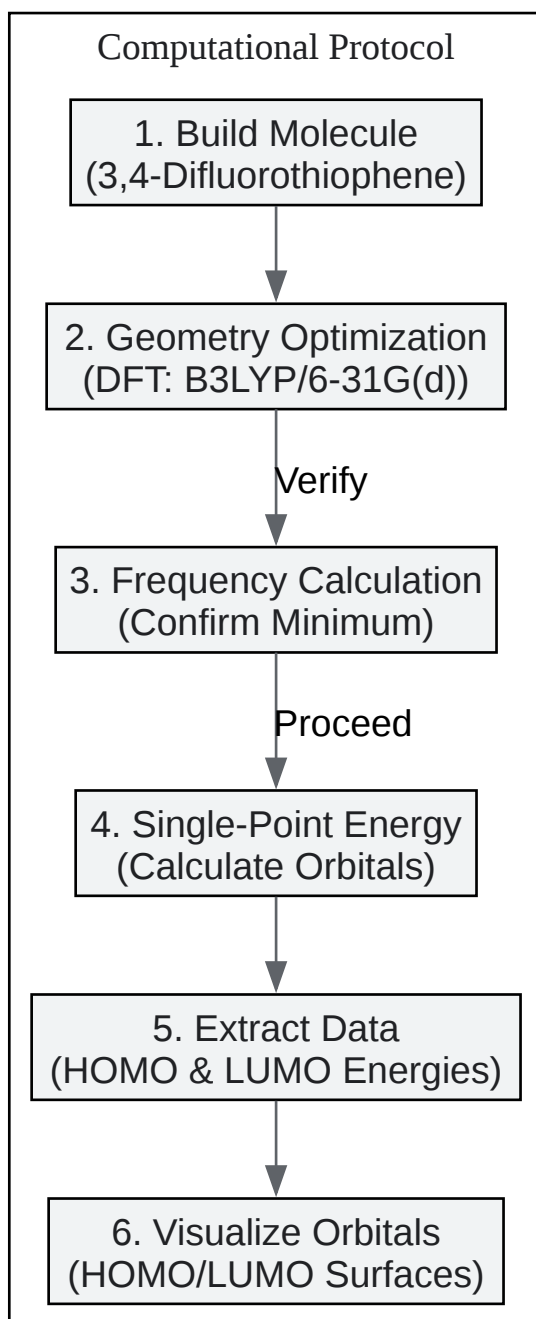 Computational Protocol
1. Build Molecule
(3,4-Difluorothiophene)
2. Geometry Optimization
(DFT: B3LYP/6-31G(d))
Verify
3. Frequency Calculation
(Confirm Minimum)
Proceed
4. Single-Point Energy
(Calculate Orbitals)
5. Extract Data
(HOMO & LUMO Energies)
6. Visualize Orbitals
(HOMO/LUMO Surfaces)